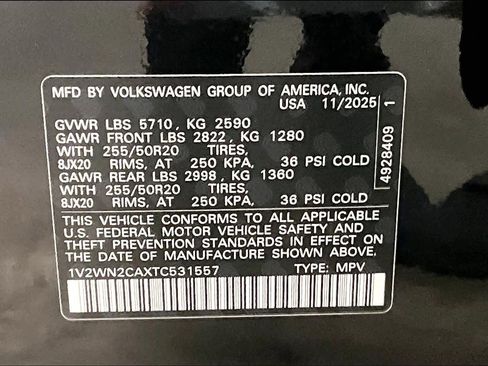 MFD BY VOLKSWAGEN GROUP OF AMERICA, INC.
USA 11/2025
GVWR LBS 5710, KG 2590
GAWR FRONT LBS 2822, KG 1280
WITH 255/50R20 TIRES,
8JX20 RIMS, AT 250 KPA, 36 PSI COLD
GAWR REAR LBS 2998, KG 1360
WITH 255/50R20 TIRES,
8JX20 RIMS, AT 250 KPA, 36 PSI COLD
THIS VEHICLE CONFORMS TO ALL APPLICABLE
U.S. FEDERAL MOTOR VEHICLE SAFETY AND
THEFT PREVENTION STANDARDS IN EFFECT ON
THE DATE OF MANUFACTURE SHOWN ABOVE.
1V2WN2CAXTC531557 TYPE: MPV
4928409 1